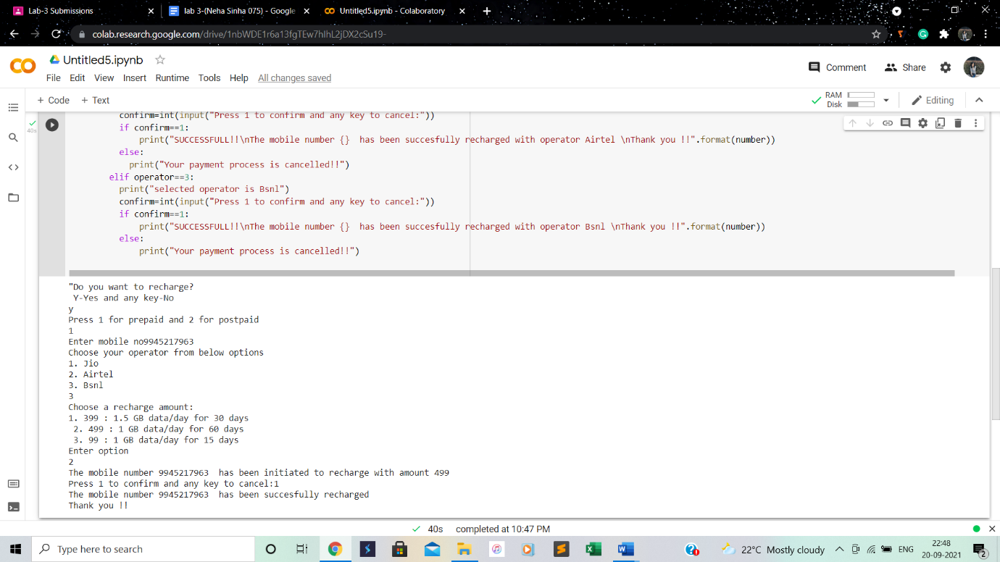 Lab-3 Submissions
lab 3-(Neha Sinha 075) - Google
Untitled5.ipynb - Colaboratory
colab.research.google.com/drive/1nbWDE1r6a13fgTEw7hIhL2jDX2cSu19-
Untitled5.ipynb
File Edit View Insert Runtime Tools Help All changes saved
Comment Share
+ Code + Text
RAM
Disk
Editing
40s
confirm=int(input("Press 1 to confirm and any key to cancel:"))
if confirm==1:
print("SUCCESSFULL!!\nThe mobile number {}  has been succesfully recharged with operator Airtel \nThank you !!".format(number))
else:
print("Your payment process is cancelled!!")
elif operator==3:
print("selected operator is Bsnl")
confirm=int(input("Press 1 to confirm and any key to cancel:"))
if confirm==1:
print("SUCCESSFULL!!\nThe mobile number {}  has been succesfully recharged with operator Bsnl \nThank you !!".format(number))
else:
print("Your payment process is cancelled!!")
"Do you want to recharge?
Y-Yes and any key-No
y
Press 1 for prepaid and 2 for postpaid
1
Enter mobile no9945217963
Choose your operator from below options
1. Jio
2. Airtel
3. Bsnl
3
Choose a recharge amount:
1. 399 : 1.5 GB data/day for 30 days
2. 499 : 1 GB data/day for 60 days
3. 99 : 1 GB data/day for 15 days
Enter option
2
The mobile number 9945217963  has been initiated to recharge with amount 499
Press 1 to confirm and any key to cancel:1
The mobile number 9945217963  has been succesfully recharged
Thank you !!
40s completed at 10:47 PM
Type here to search
22°C Mostly cloudy
ENG
22:48
20-09-2021
2